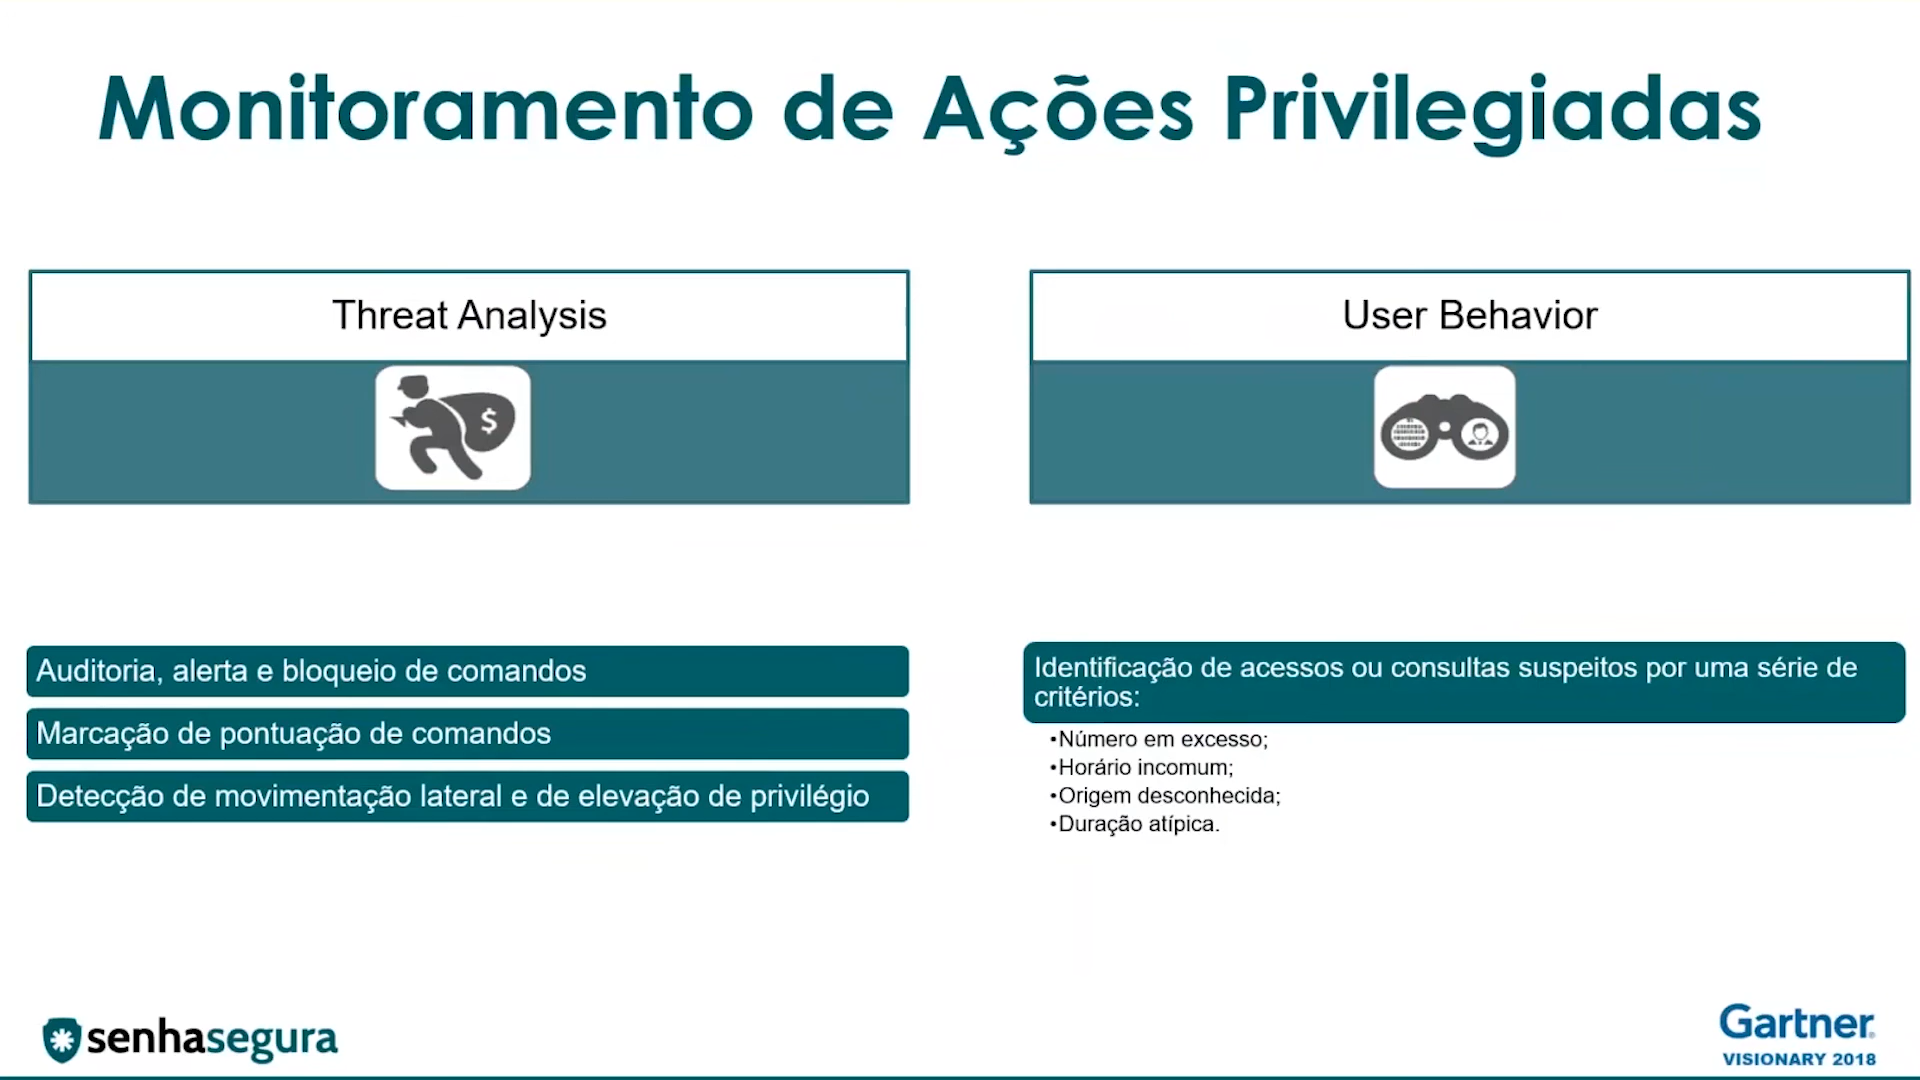 Monitoramento de Ações Privilegiadas
Threat Analysis
$
Auditoria, alerta e bloqueio de comandos
Marcação de pontuação de comandos
Detecção de movimentação lateral e de elevação de privilégio
User Behavior
Identificação de acessos ou consultas suspeitos por uma série de
critérios:
•Número em excesso;
•Horário incomum;
•Origem desconhecida;
•Duração atípica.
senhasegura
Gartner®
VISIONARY 2018